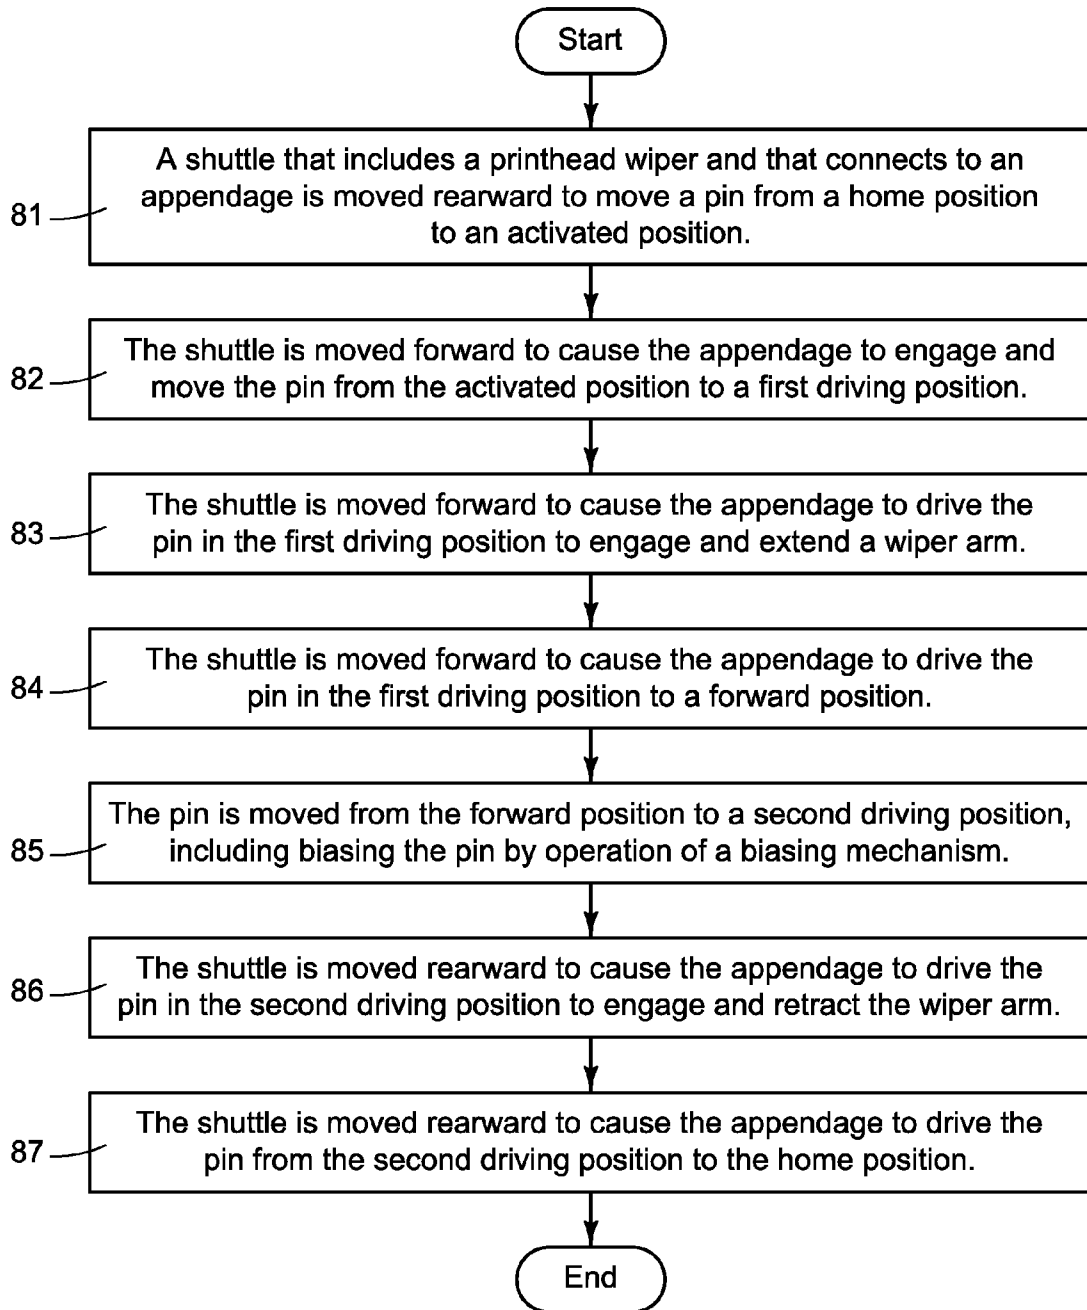 Start
A shuttle that includes a printhead wiper and that connects to an
appendage is moved rearward to move a pin from a home position
to an activated position.
81
The shuttle is moved forward to cause the appendage to engage and
move the pin from the activated position to a first driving position.
82
The shuttle is moved forward to cause the appendage to drive the
pin in the first driving position to engage and extend a wiper arm.
83
The shuttle is moved forward to cause the appendage to drive the
pin in the first driving position to a forward position.
84
The pin is moved from the forward position to a second driving position,
including biasing the pin by operation of a biasing mechanism.
85
The shuttle is moved rearward to cause the appendage to drive the
pin in the second driving position to engage and retract the wiper arm.
86
The shuttle is moved rearward to cause the appendage to drive the
pin from the second driving position to the home position.
87
End